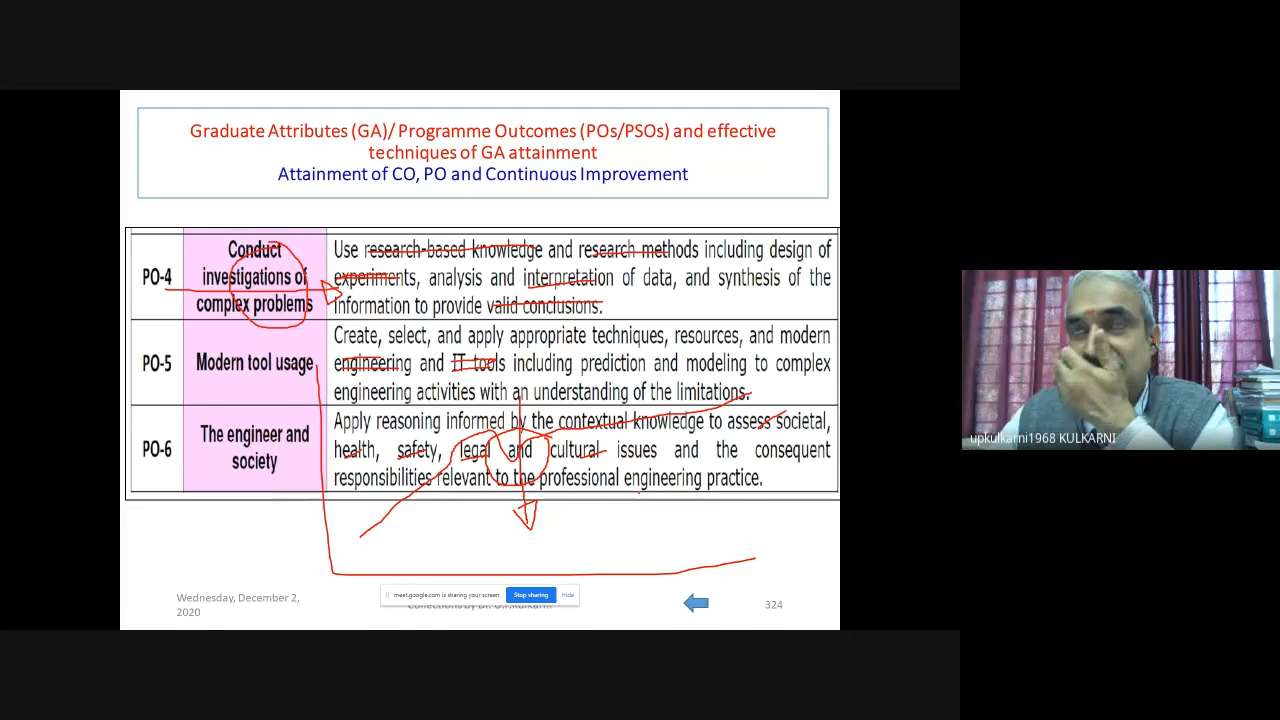 Graduate Attributes (GA)/ Programme Outcomes (POs/PSOs) and effective
techniques of GA attainment
Attainment of CO, PO and Continuous Improvement
PO-4
Conduct
investigations of
complex problems
Use research-based knowledge and research methods including design of
experiments, analysis and interpretation of data, and synthesis of the
information to provide valid conclusions.
PO-5
Modern tool usage
Create, select, and apply appropriate techniques, resources, and modern
engineering and IT tools including prediction and modeling to complex
engineering activities with an understanding of the limitations.
PO-6
The engineer and
society
Apply reasoning informed by the contextual knowledge to assess societal,
health, safety, legal and cultural issues and the consequent
responsibilities relevant to the professional engineering practice.
Wednesday, December 2,
2020
meet.google.com is sharing your screen.
Stop sharing
Hide
Collections by Dr. U.P.Kulkarni
324
upkulkarni1968 KULKARNI